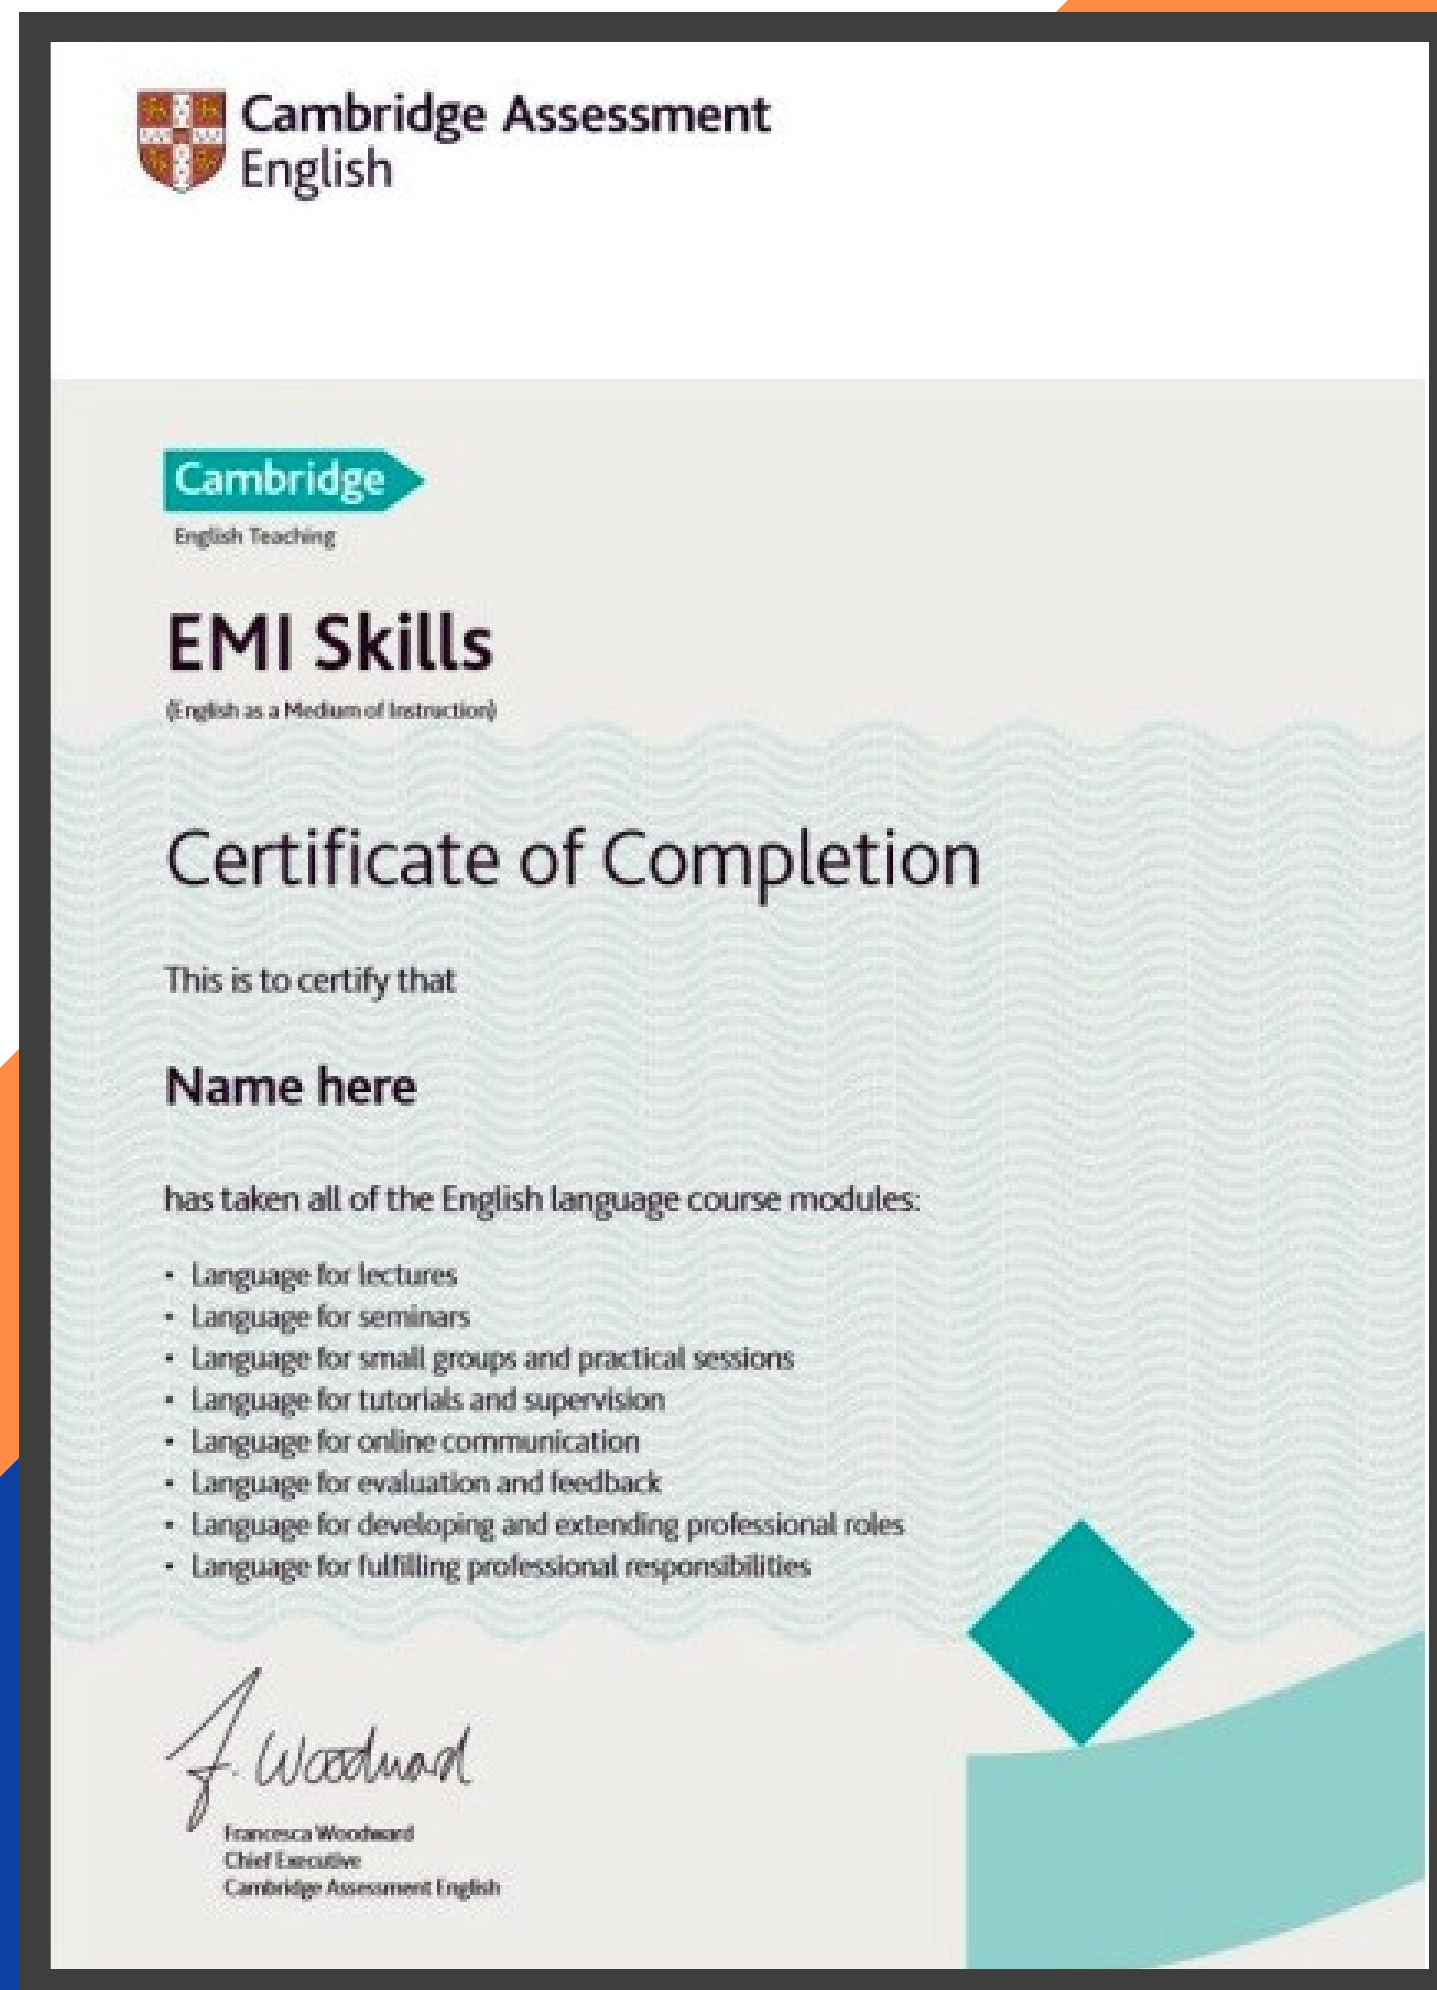 Cambridge Assessment
English
Cambridge
English Teaching
EMI Skills
(English as a Medium of Instruction)
Certificate of Completion
This is to certify that
Name here
has taken all of the English language course modules:
• Language for lectures
• Language for seminars
• Language for small groups and practical sessions
• Language for tutorials and supervision
• Language for online communication
• Language for evaluation and feedback
• Language for developing and extending professional roles
• Language for fulfilling professional responsibilities
F. Woodward
Francesca Woodward
Chief Executive
Cambridge Assessment English